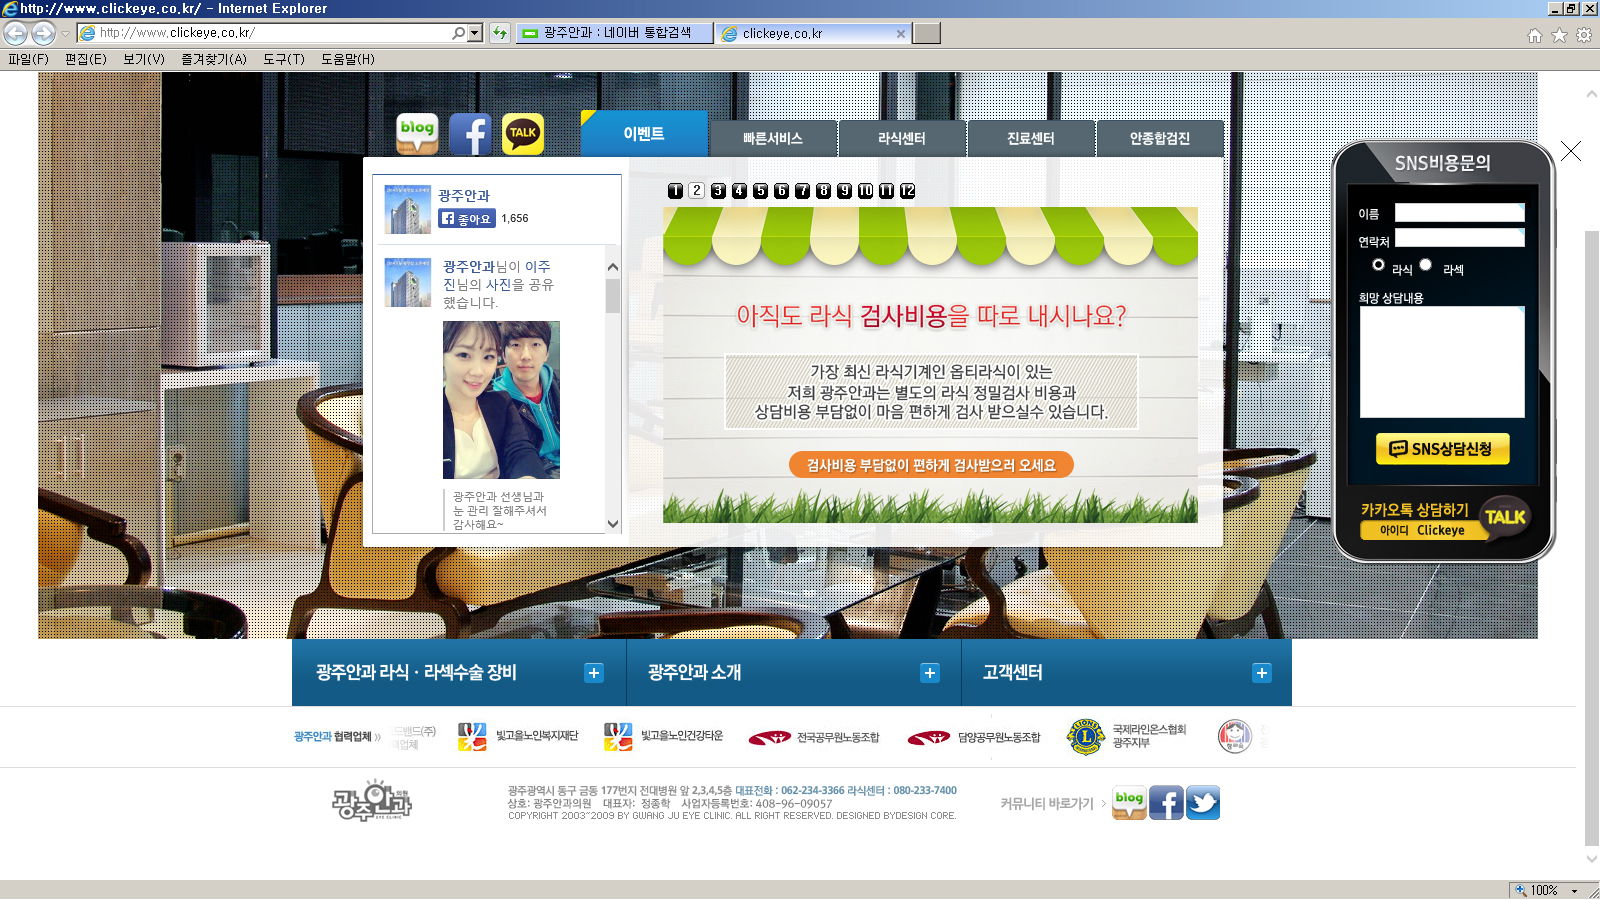 http://www.clickeye.co.kr/ - Internet Explorer
http://www.clickeye.co.kr/
광주안과 : 네이버 통합검색
clickeye.co.kr
파일(F) 편집(E) 보기(V) 즐겨찾기(A) 도구(T) 도움말(H)
blog
TALK
이벤트
빠른서비스
라식센터
진료센터
안종합검진
광주안과
좋아요 1,656
광주안과님이 이주
진님의 사진을 공유
했습니다.
광주안과 선생님과
눈 관리 잘해주셔서
감사해요~
1 2 3 4 5 6 7 8 9 10 11 12
아직도 라식 검사비용을 따로 내시나요?
가장 최신 라식기계인 옵티라식이 있는
저희 광주안과는 별도의 라식 정밀검사 비용과
상담비용 부담없이 마음 편하게 검사 받으실수 있습니다.
검사비용 부담없이 편하게 검사받으러 오세요
SNS비용문의
이름
연락처
라식 라섹
희망 상담내용
SNS상담신청
카카오톡 상담하기
아이디 Clickeye
TALK
광주안과 라식 · 라섹수술 장비
광주안과 소개
고객센터
광주안과 협력업체
빛고을노인복지재단
빛고을노인건강타운
전국공무원노동조합
담양공무원노동조합
LIONS
L
국제라인온스협회
광주지부
광주안과
의원
EYE CLINIC
광주광역시 동구 금동 177번지 전대병원 앞 2,3,4,5층 대표전화 : 062-234-3366 라식센터 : 080-233-7400
상호: 광주안과의원 대표자: 정종학 사업자등록번호: 408-96-09057
COPYRIGHT 2003~2009 BY GWANG JU EYE CLINIC. ALL RIGHT RESERVED. DESIGNED BYDESIGN CORE.
커뮤니티 바로가기
blog
100%